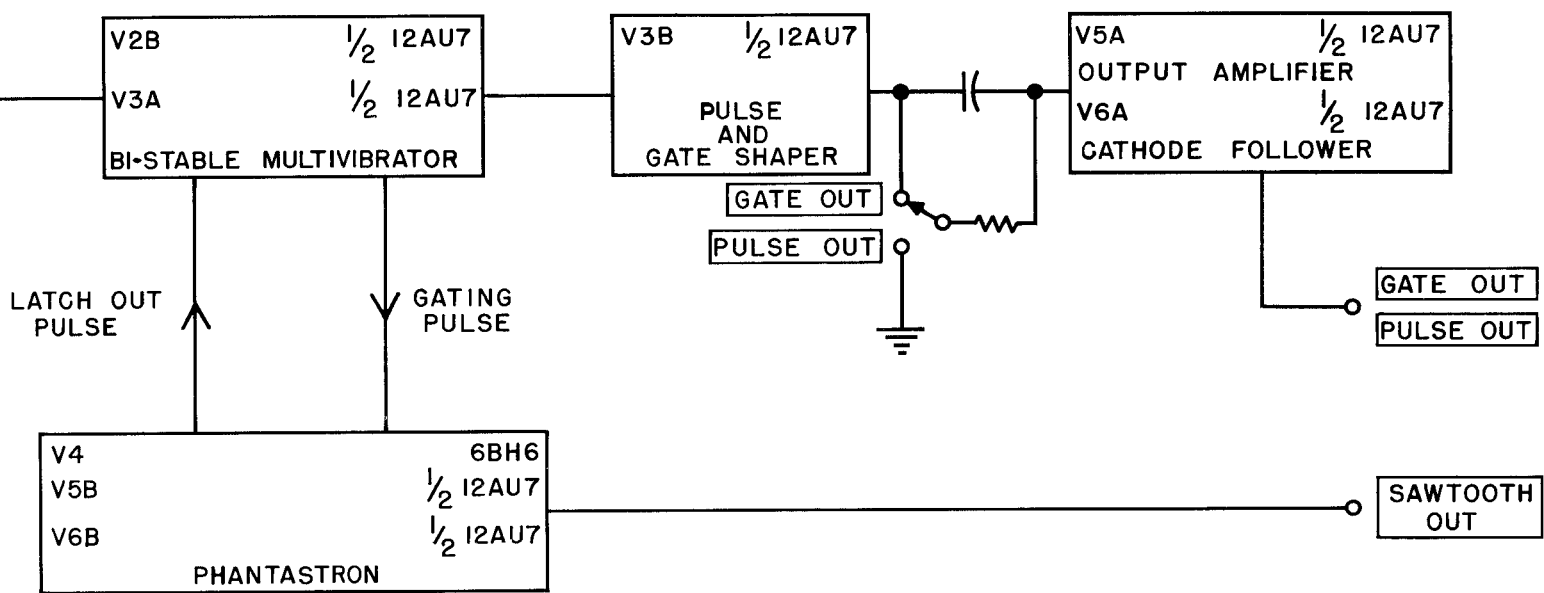 V2B ½ 12AU7
V3A ½ 12AU7
BI-STABLE MULTIVIBRATOR
V3B ½ 12AU7
PULSE
AND
GATE SHAPER
V5A ½ 12AU7
OUTPUT AMPLIFIER
V6A ½ 12AU7
CATHODE FOLLOWER
GATE OUT
PULSE OUT
LATCH OUT
PULSE
GATING
PULSE
GATE OUT
PULSE OUT
V4 6BH6
V5B ½ 12AU7
V6B ½ 12AU7
PHANTASTRON
SAWTOOTH
OUT